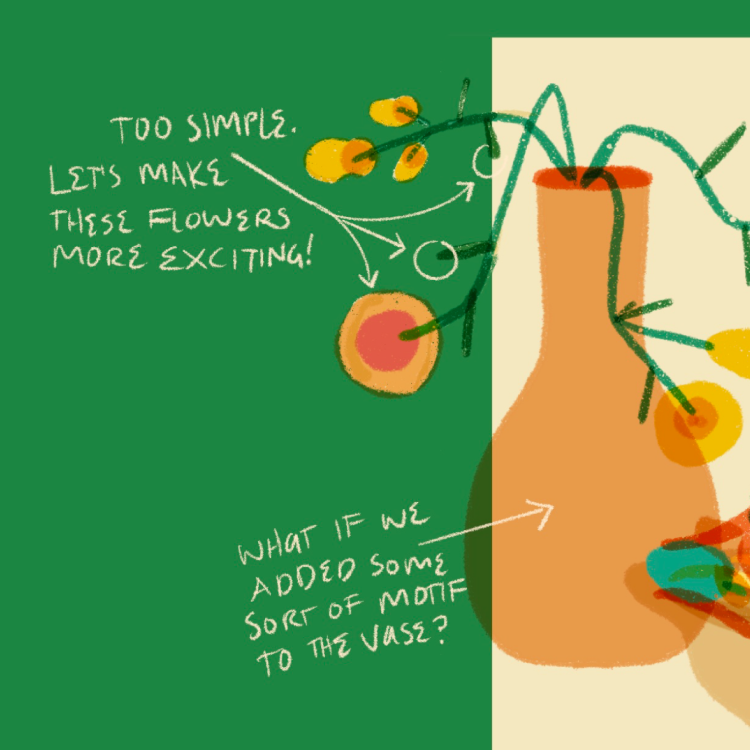 TOO SIMPLE.
LET'S MAKE
THESE FLOWERS
MORE EXCITING!
WHAT IF WE
ADDED SOME
SORT OF MOTIF
TO THE VASE?